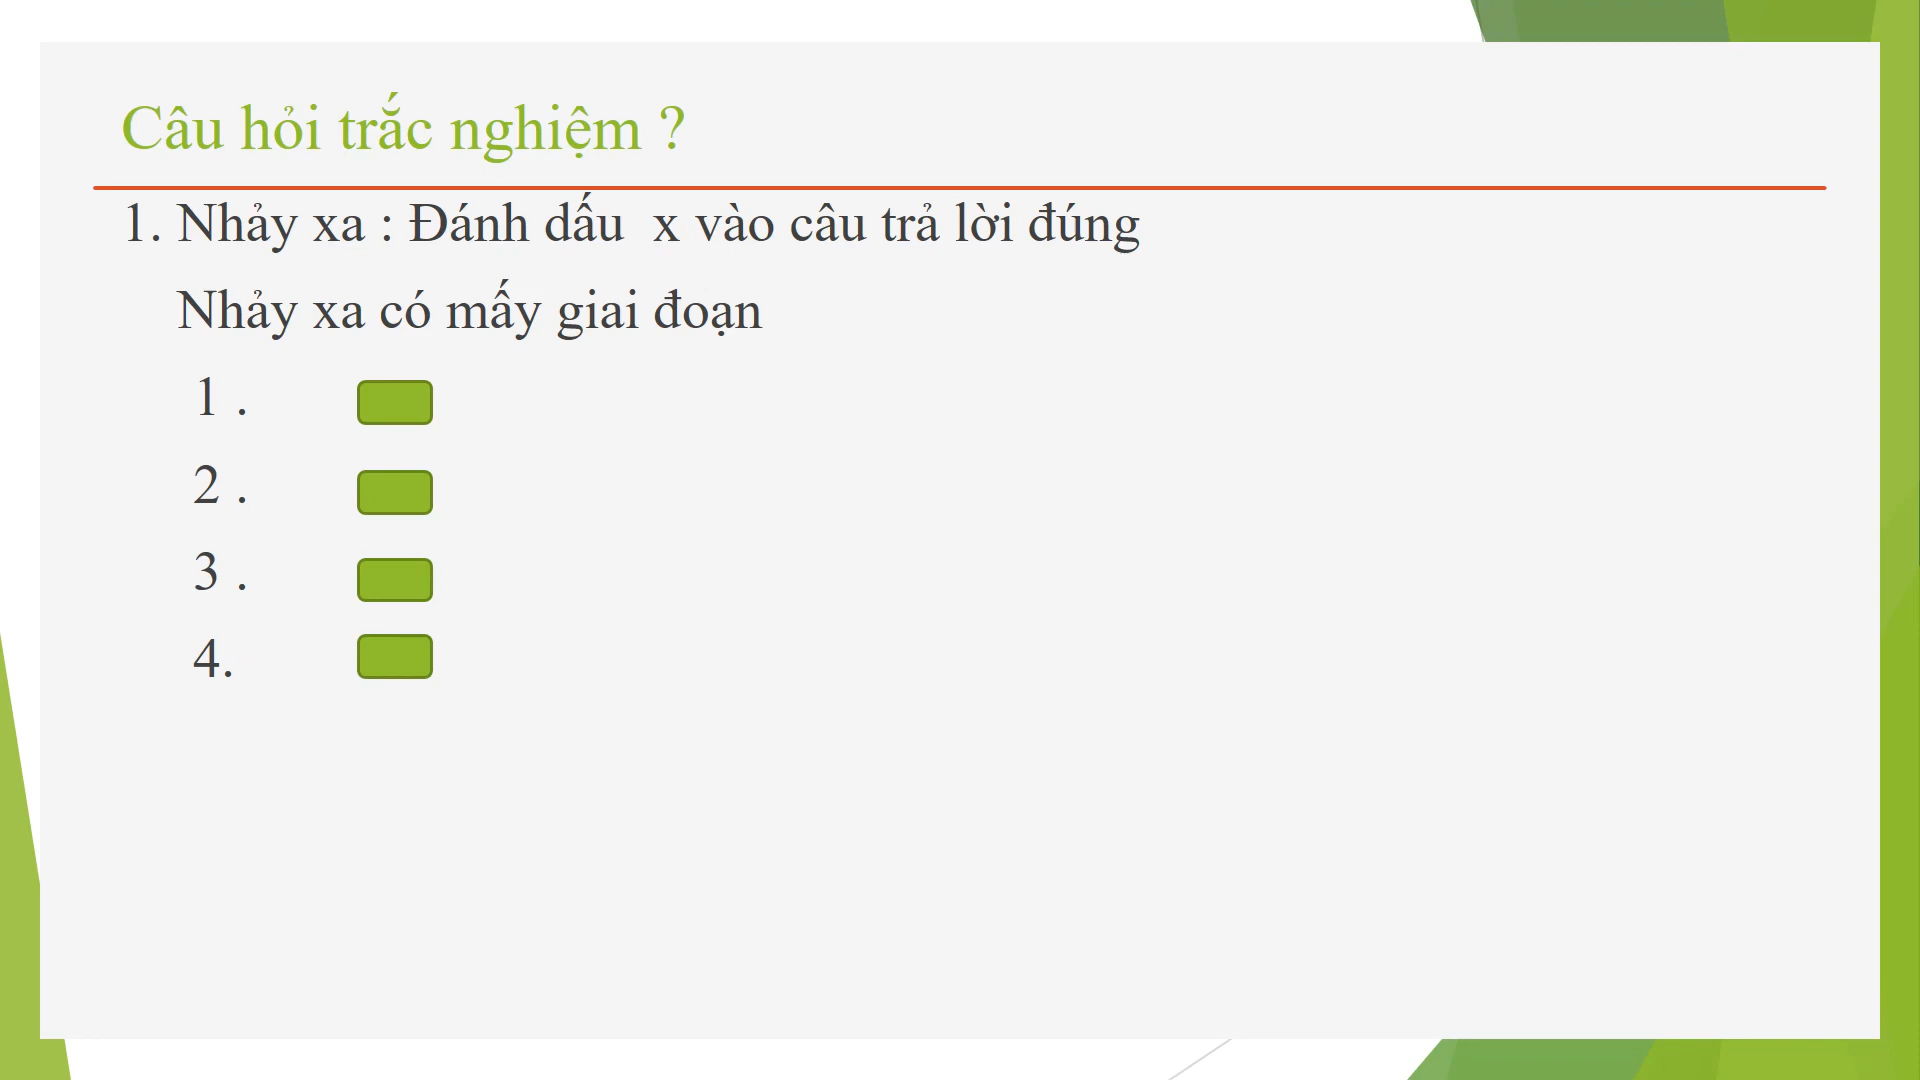 Câu hỏi trắc nghiệm ?
1. Nhảy xa : Đánh dấu  x vào câu trả lời đúng
Nhảy xa có mấy giai đoạn
1 .
2 .
3 .
4.